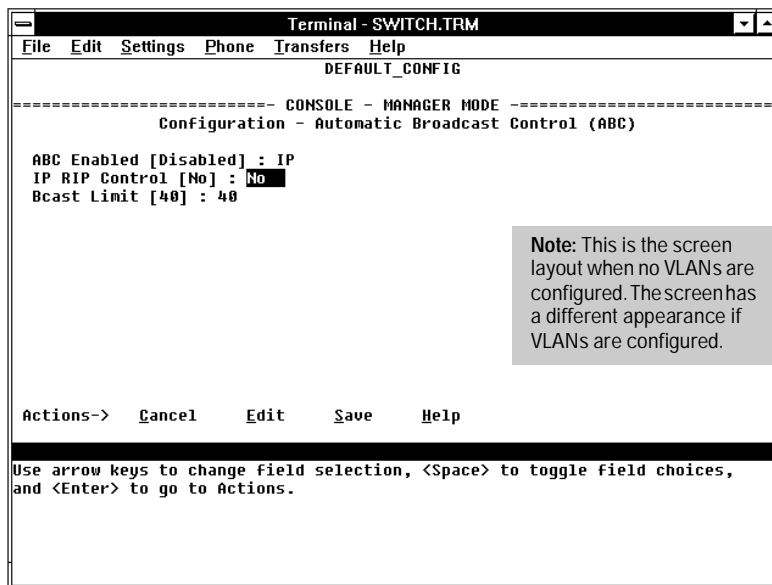 Terminal - SWITCH.TRM
File Edit Settings Phone Transfers Help
DEFAULT_CONFIG
==========================- CONSOLE - MANAGER MODE -==========================
Configuration - Automatic Broadcast Control (ABC)
ABC Enabled [Disabled] : IP
IP RIP Control [No] : No
Bcast Limit [40] : 40
Note: This is the screen
layout when no VLANs are
configured. The screen has
a different appearance if
VLANs are configured.
Actions-> Cancel Edit Save Help
Use arrow keys to change field selection, <Space> to toggle field choices,
and <Enter> to go to Actions.